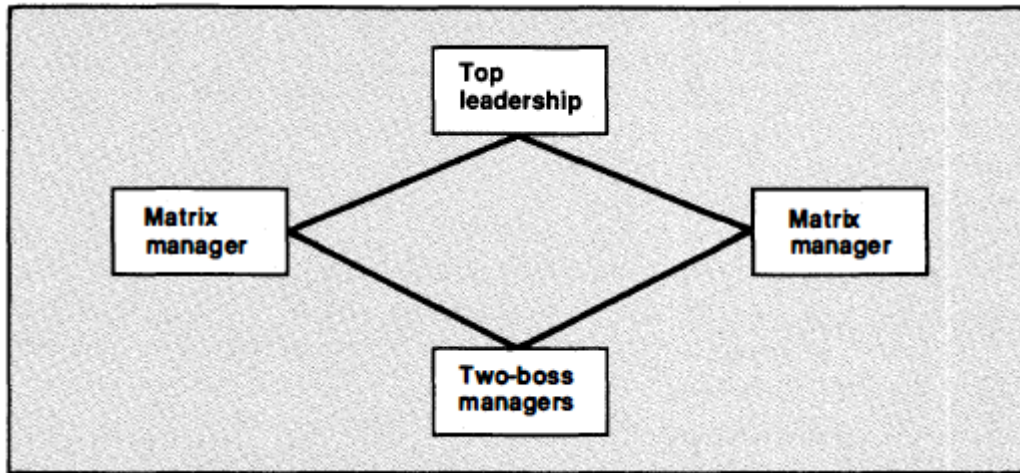 Top
leadership
Matrix
manager
Matrix
manager
Two-boss
managers